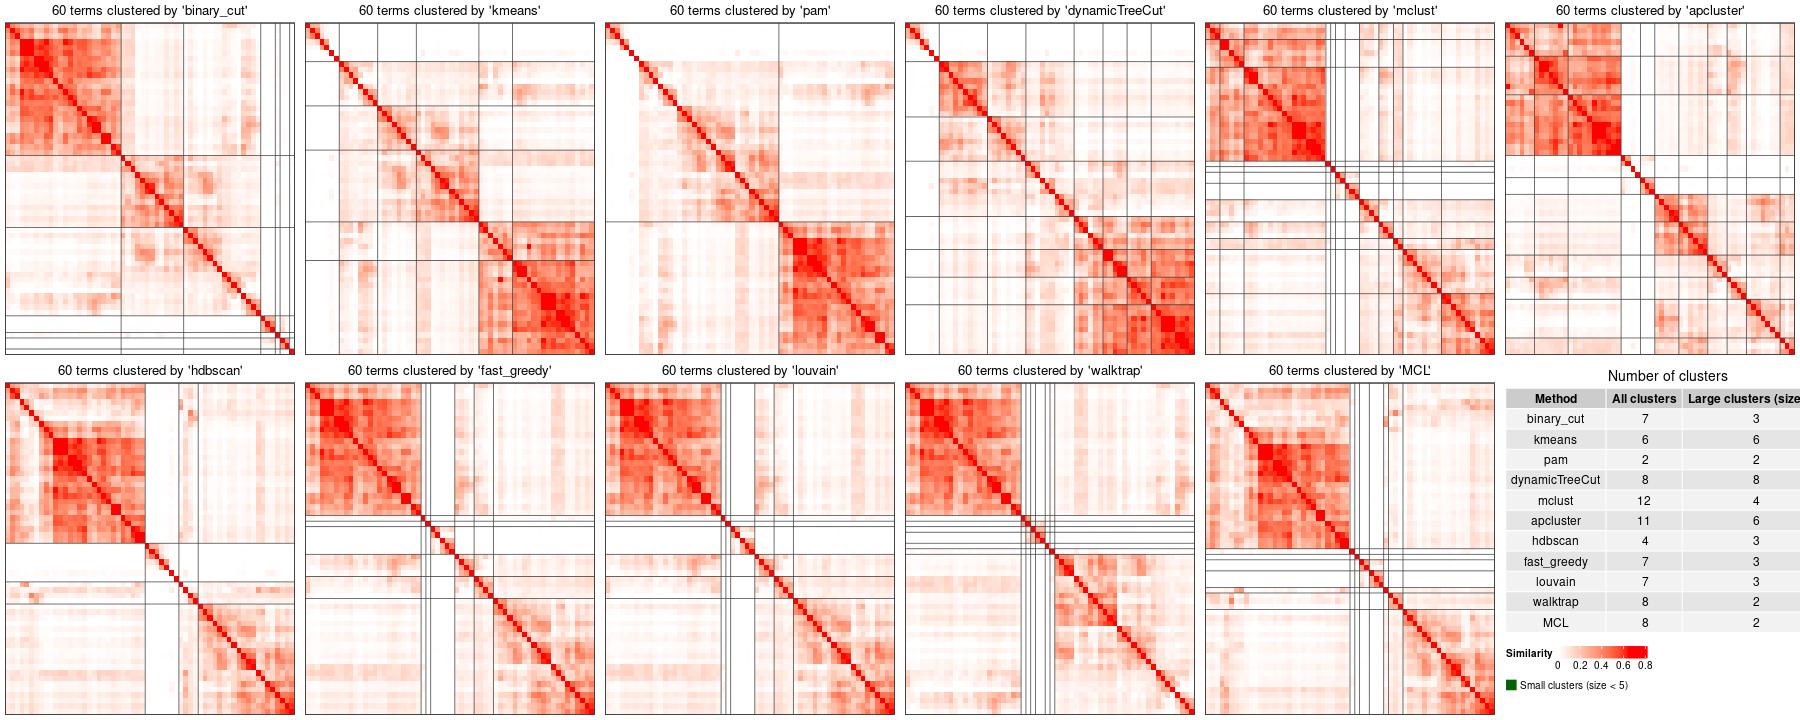 60 terms clustered by 'binary_cut'
60 terms clustered by 'kmeans'
60 terms clustered by 'pam'
60 terms clustered by 'dynamicTreeCut'
60 terms clustered by 'mclust'
60 terms clustered by 'apcluster'
60 terms clustered by 'hdbscan'
60 terms clustered by 'fast_greedy'
60 terms clustered by 'louvain'
60 terms clustered by 'walktrap'
60 terms clustered by 'MCL'
Number of clusters
Method All clusters Large clusters (size
binary_cut 7 3
kmeans 6 6
pam 2 2
dynamicTreeCut 8 8
mclust 12 4
apcluster 11 6
hdbscan 4 3
fast_greedy 7 3
louvain 7 3
walktrap 8 2
MCL 8 2
Similarity
0 0.2 0.4 0.6 0.8
Small clusters (size < 5)